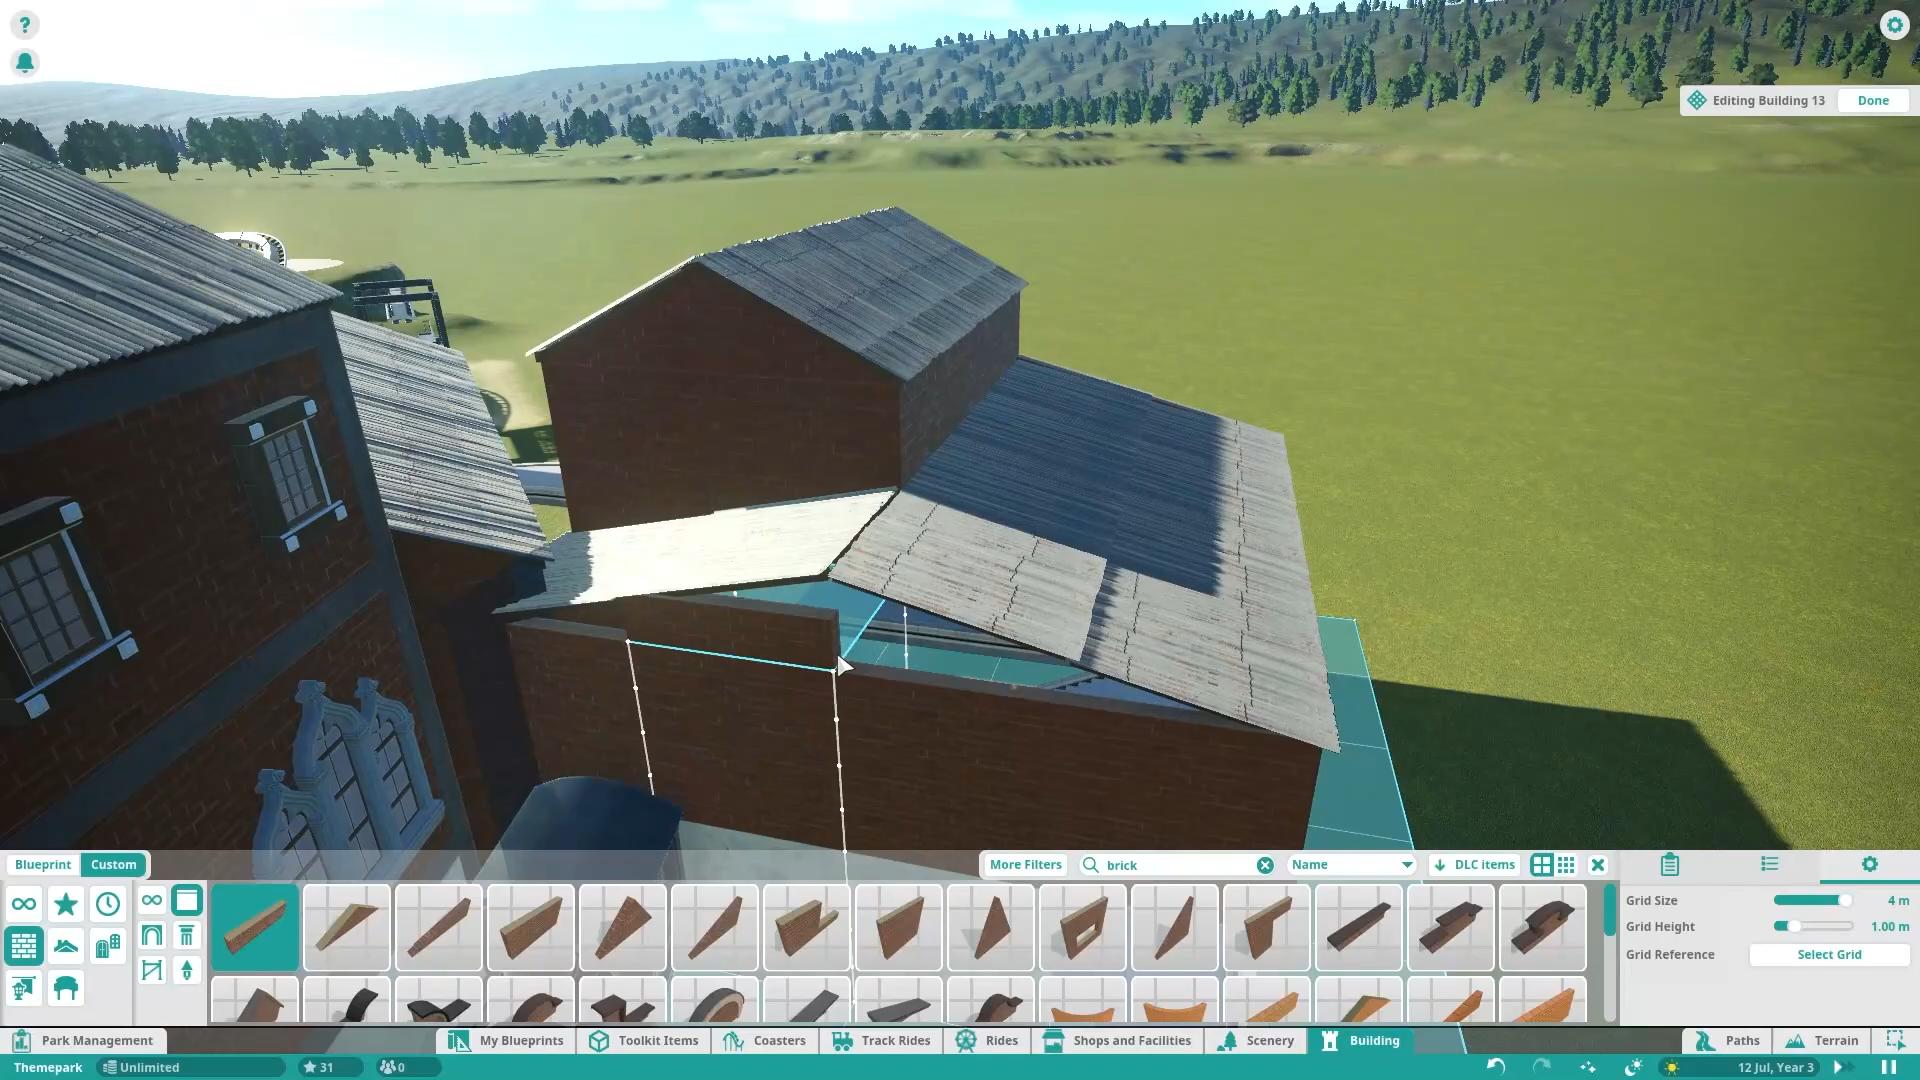 ?
Editing Building 13 Done
Blueprint Custom
More Filters brick Name DLC items
Grid Size 4 m
Grid Height 1.00 m
Grid Reference Select Grid
Park Management My Blueprints Toolkit Items Coasters Track Rides Rides Shops and Facilities Scenery Building Paths Terrain
Themepark Unlimited 31 0 12 Jul, Year 3